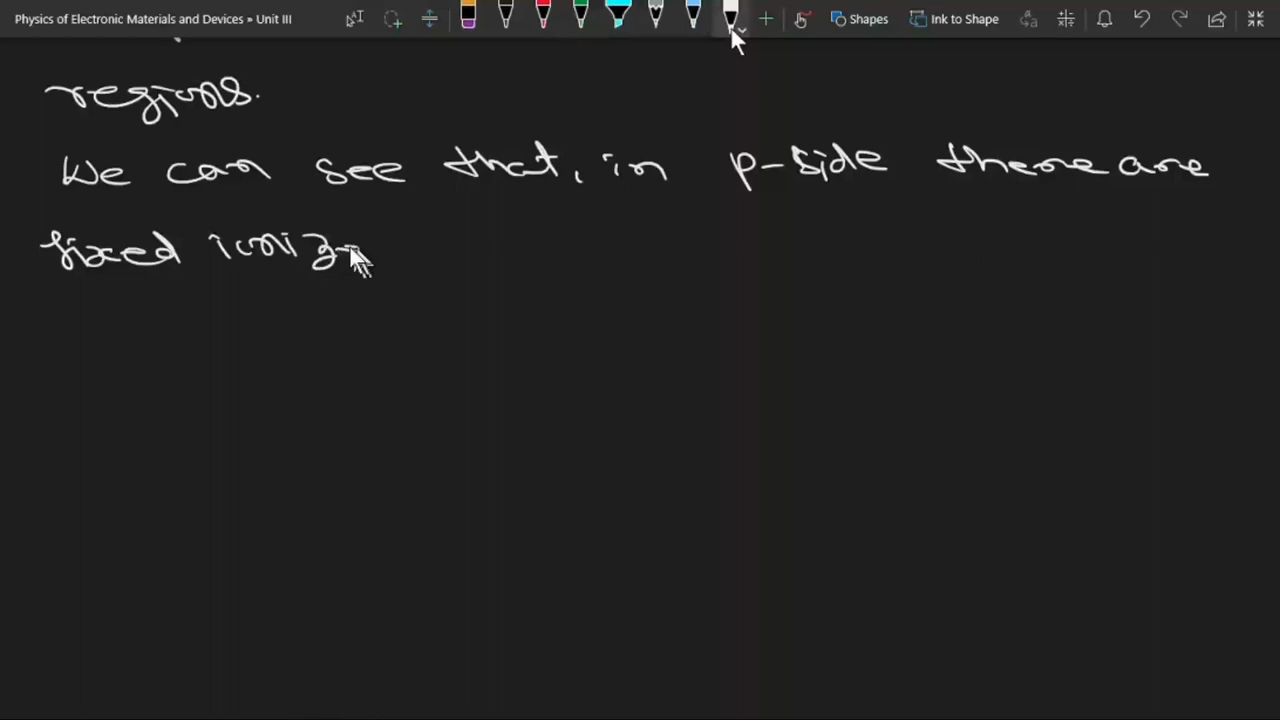 Physics of Electronic Materials and Devices » Unit III
Shapes
Ink to Shape
regions.
We can see that, in p-side there are
fixed ioniz